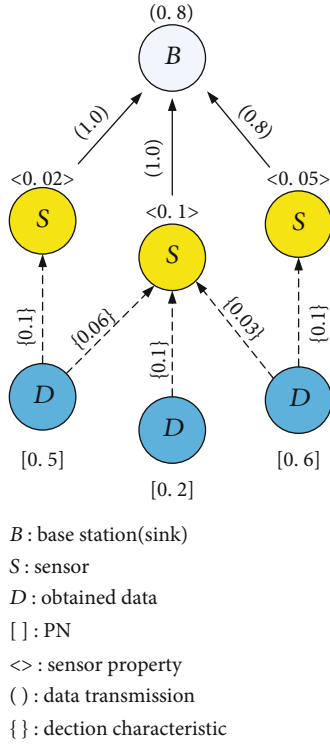 (0. 8)
B
(1.0)
(1.0)
(0.8)
<0. 02>
<0. 1>
<0. 05>
S
S
S
{0.1}
{0.06}
{0.1}
{0.03}
{0.1}
D
D
D
[0. 5]
[0. 2]
[0. 6]
B : base station(sink)
S : sensor
D : obtained data
[ ] : PN
<> : sensor property
( ) : data transmission
{ } : dection characteristic